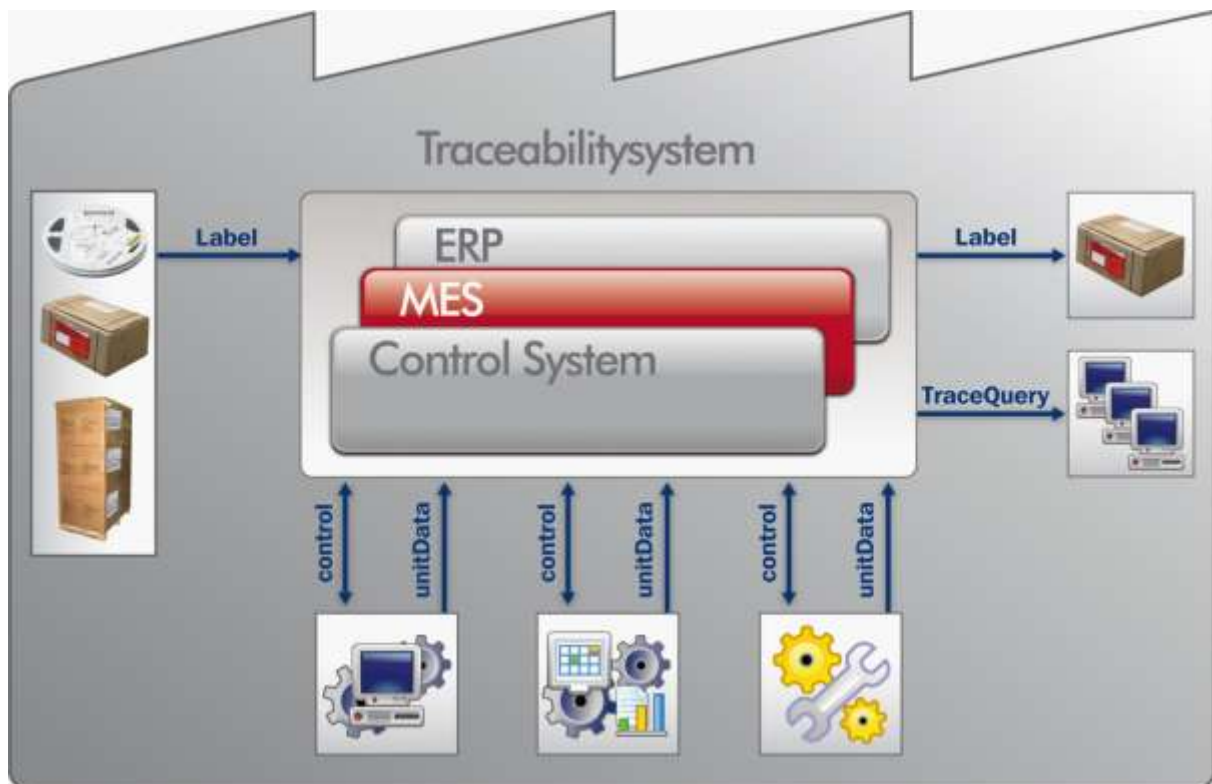 Traceabilitysystem
Label
ERP
MES
Control System
Label
TraceQuery
control
unitData
control
unitData
control
unitData